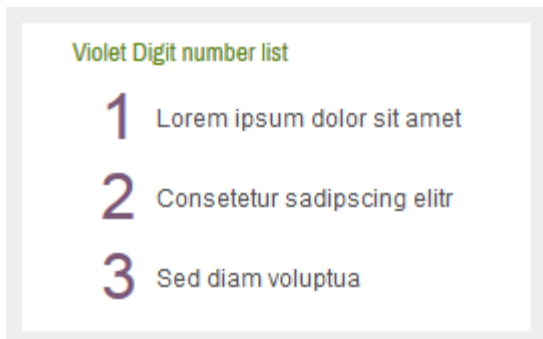 Violet Digit number list
1 Lorem ipsum dolor sit amet
2 Consetetur sadipscing elitr
3 Sed diam voluptua